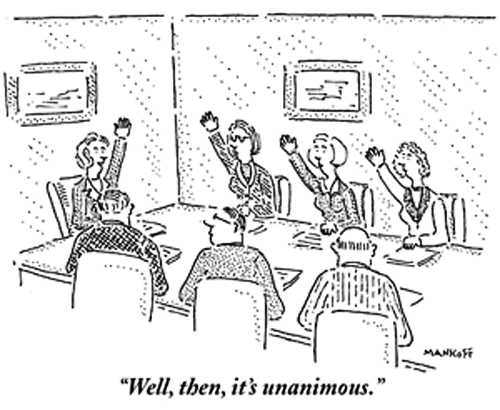 MANKOFF
“Well, then, it’s unanimous.”